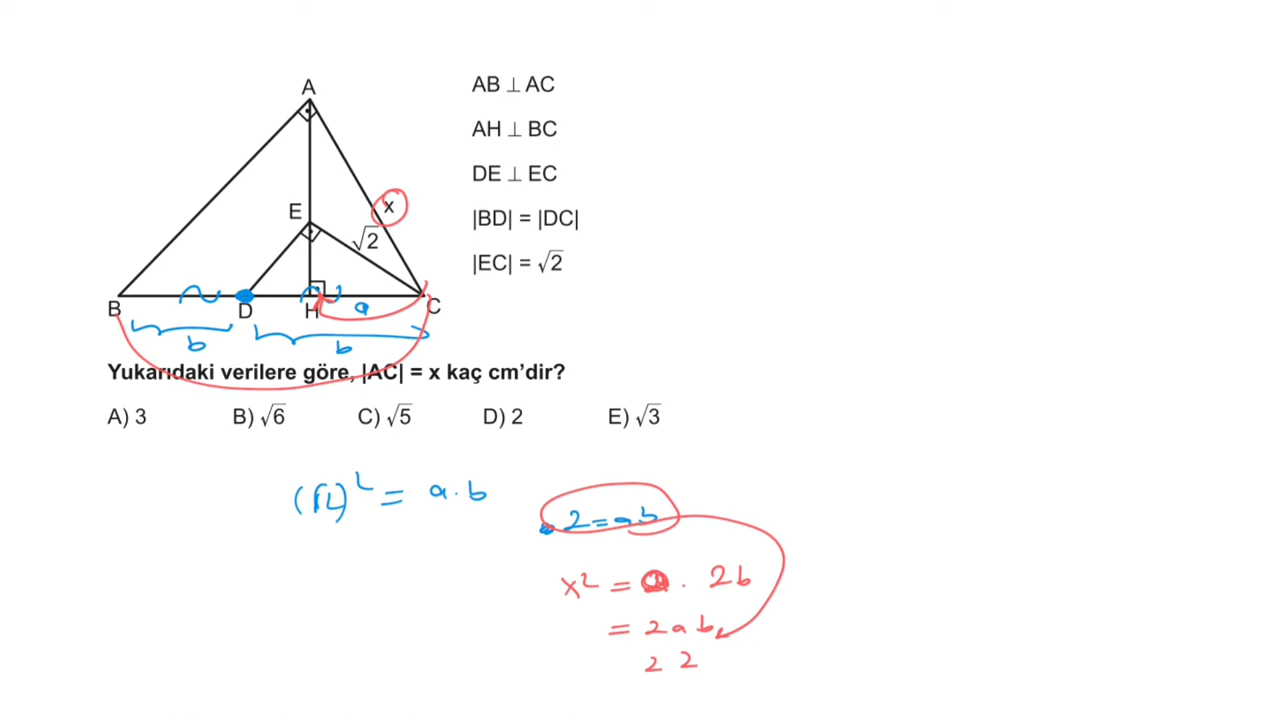 A
AB ⊥ AC
AH ⊥ BC
DE ⊥ EC
x
E
|BD| = |DC|
√2
|EC| = √2
B D H a C
b b
Yukarıdaki verilere göre, |AC| = x kaç cm'dir?
A) 3 B) √6 C) √5 D) 2 E) √3
(√2)² = a.b
2 = ab
x² = a . 2b
= 2ab
2 2